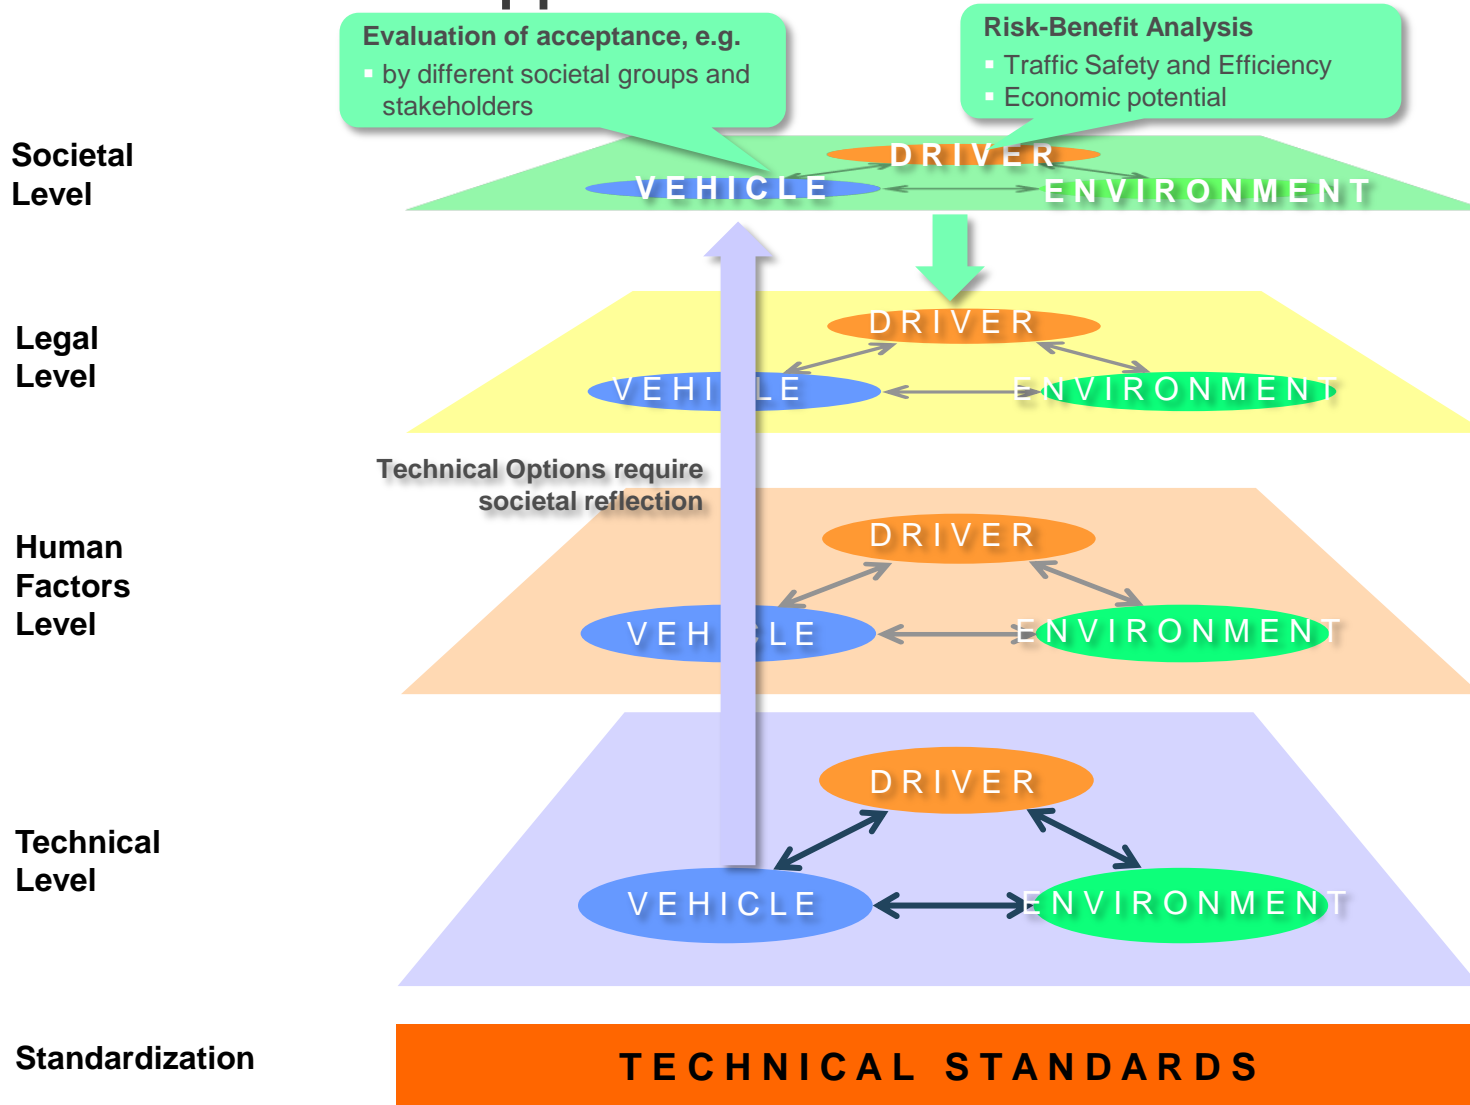 Evaluation of acceptance, e.g.
▪ by different societal groups and
stakeholders
Risk-Benefit Analysis
▪ Traffic Safety and Efficiency
▪ Economic potential
Societal
Level
DRIVER
VEHICLE
ENVIRONMENT
Legal
Level
DRIVER
VEHICLE
ENVIRONMENT
Technical Options require
societal reflection
Human
Factors
Level
DRIVER
VEHICLE
ENVIRONMENT
Technical
Level
DRIVER
VEHICLE
ENVIRONMENT
Standardization
TECHNICAL STANDARDS